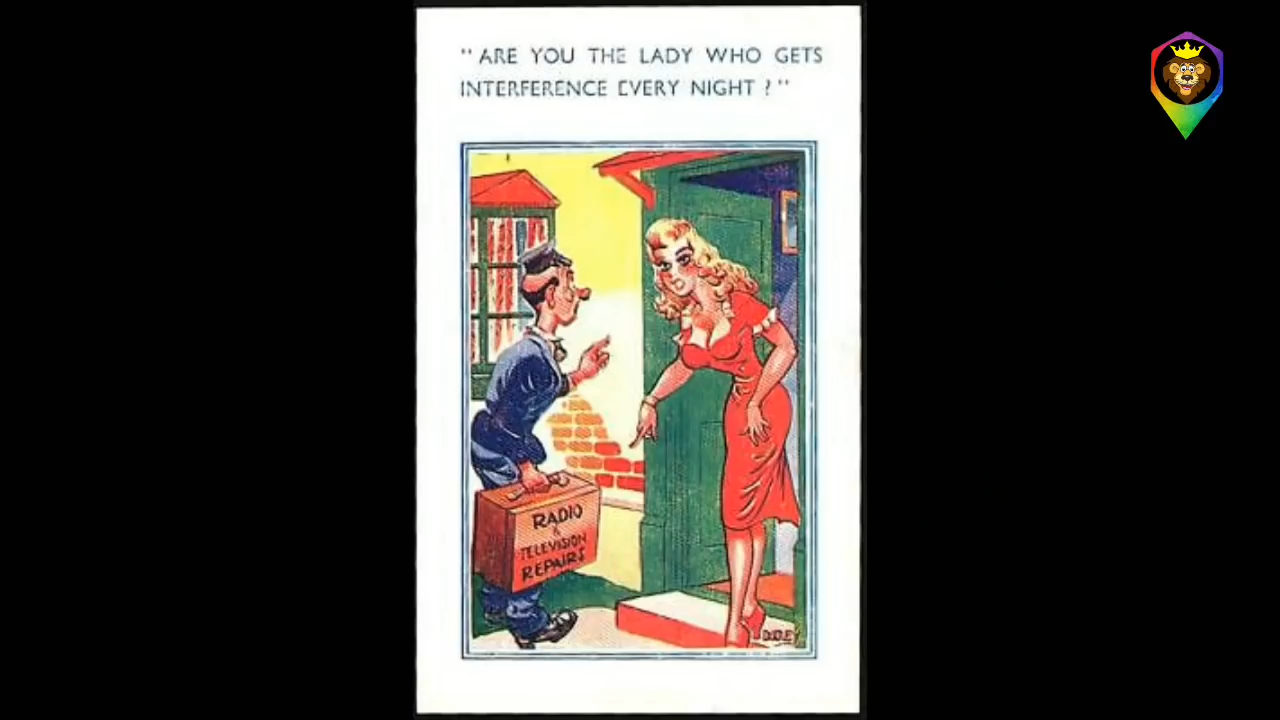 " ARE YOU THE LADY WHO GETS
INTERFERENCE EVERY NIGHT ? "
RADIO
&
TELEVISION
REPAIRS